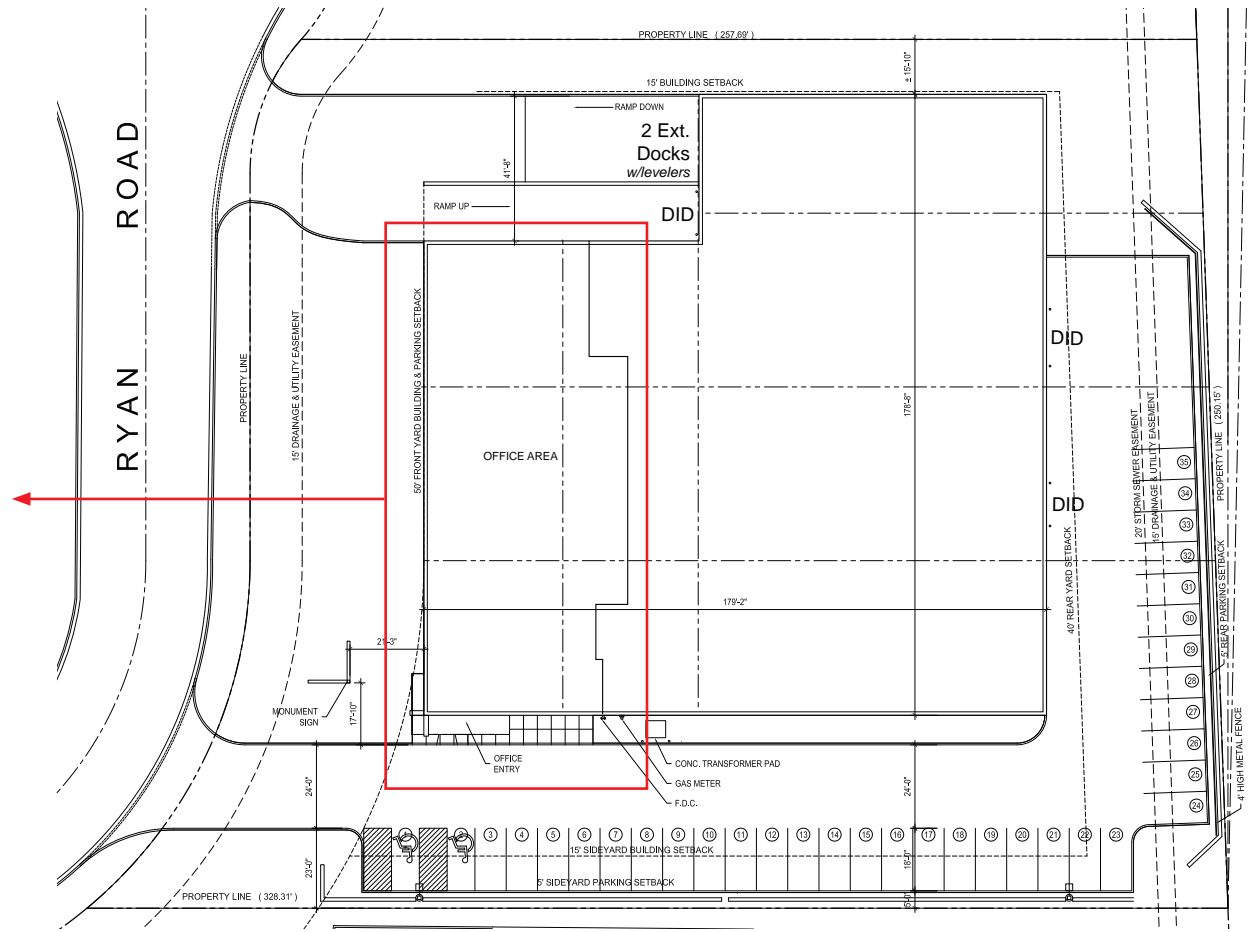 PROPERTY LINE ( 257.69' )
± 15'-10"
15' BUILDING SETBACK
RAMP DOWN
2 Ext.
Docks
w/levelers
41'-8"
RAMP UP
DID
RYAN ROAD
PROPERTY LINE
15' DRAINAGE & UTILITY EASEMENT
50' FRONT YARD BUILDING & PARKING SETBACK
OFFICE AREA
178'-8"
179'-2"
DID
DID
40' REAR YARD SETBACK
20' STORM SEWER EASEMENT
15' DRAINAGE & UTILITY EASEMENT
PROPERTY LINE ( 250.15' )
5' REAR PARKING SETBACK
4' HIGH METAL FENCE
35
34
33
32
31
30
29
28
27
26
25
24
21'-3"
17'-10"
MONUMENT
SIGN
OFFICE
ENTRY
CONC. TRANSFORMER PAD
GAS METER
F.D.C.
24'-0"
24'-0"
23'-0"
18'-0"
5'-0"
1 2 3 4 5 6 7 8 9 10 11 12 13 14 15 16 17 18 19 20 21 22 23
15' SIDEYARD BUILDING SETBACK
5' SIDEYARD PARKING SETBACK
PROPERTY LINE ( 328.31' )